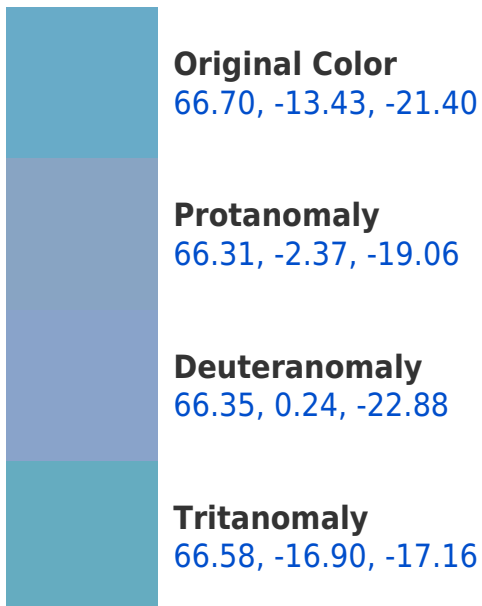 Original Color
66.70, -13.43, -21.40
Protanomaly
66.31, -2.37, -19.06
Deuteranomaly
66.35, 0.24, -22.88
Tritanomaly
66.58, -16.90, -17.16